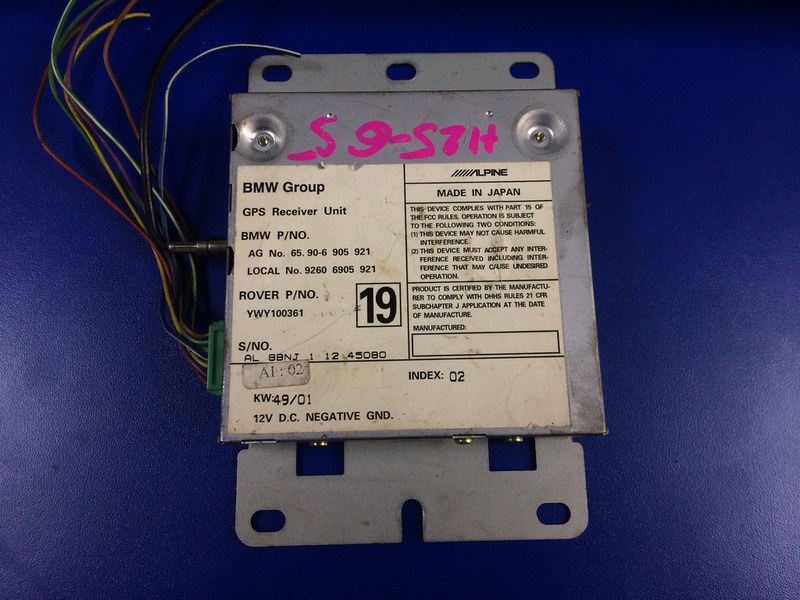 BMW Group
GPS Receiver Unit
BMW P/NO.
AG No. 65. 90-6 905 921
LOCAL No. 9260 6905 921
ROVER P/NO.
YWY100361
19
S/NO.
AL 8BNJ 1 12 45080
A1 : 02
KW:49/01
12V D.C. NEGATIVE GND.
ALPINE
MADE IN JAPAN
THIS DEVICE COMPLIES WITH PART 15 OF
THE FCC RULES. OPERATION IS SUBJECT
TO THE FOLLOWING TWO CONDITIONS:
(1) THIS DEVICE MAY NOT CAUSE HARMFUL
INTERFERENCE.
(2) THIS DEVICE MUST ACCEPT ANY INTER-
FERENCE RECEIVED INCLUDING INTER-
FERENCE THAT MAY CAUSE UNDESIRED
OPERATION.
PRODUCT IS CERTIFIED BY THE MANUFACTU-
RER TO COMPLY WITH DHHS RULES 21 CFR
SUBCHAPTER J APPLICATION AT THE DATE
OF MANUFACTURE.
MANUFACTURED:
INDEX: 02